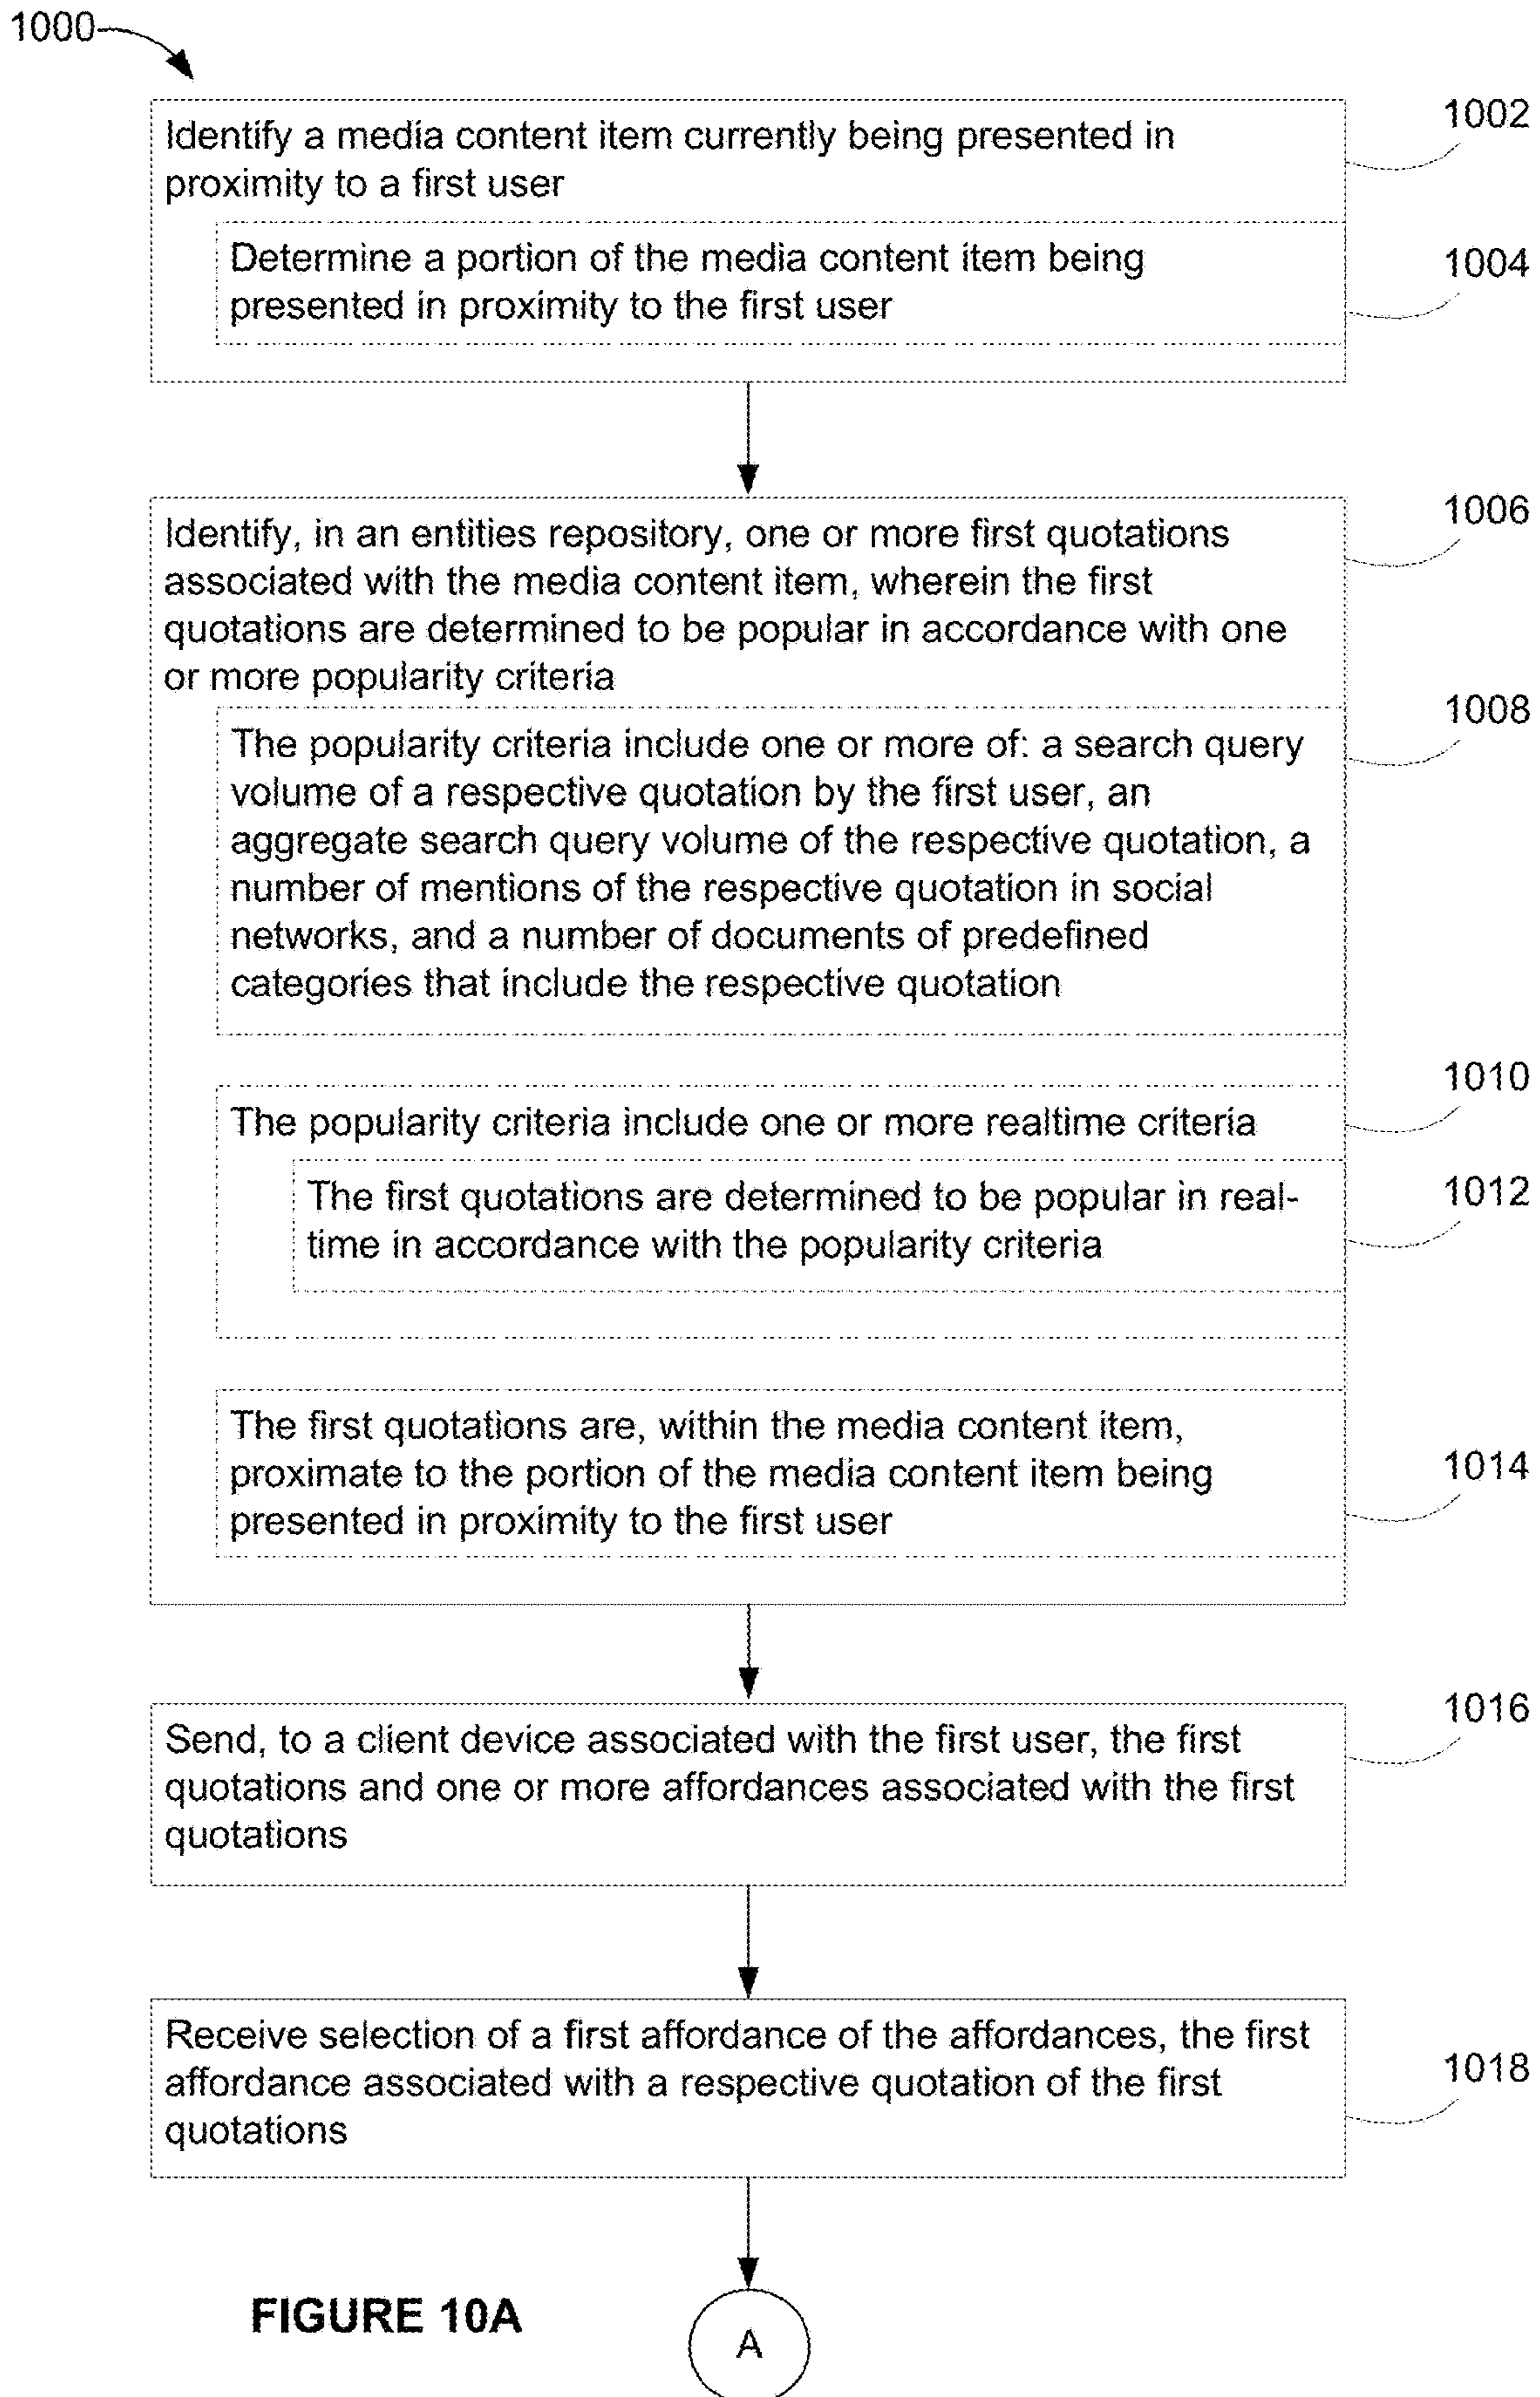 1000
1002
Identify a media content item currently being presented in
proximity to a first user
1004
Determine a portion of the media content item being
presented in proximity to the first user
1006
Identify, in an entities repository, one or more first quotations
associated with the media content item, wherein the first
quotations are determined to be popular in accordance with one
or more popularity criteria
1008
The popularity criteria include one or more of: a search query
volume of a respective quotation by the first user, an
aggregate search query volume of the respective quotation, a
number of mentions of the respective quotation in social
networks, and a number of documents of predefined
categories that include the respective quotation
1010
The popularity criteria include one or more realtime criteria
1012
The first quotations are determined to be popular in real-
time in accordance with the popularity criteria
The first quotations are, within the media content item,
proximate to the portion of the media content item being
1014
presented in proximity to the first user
1016
Send, to a client device associated with the first user, the first
quotations and one or more affordances associated with the first
quotations
Receive selection of a first affordance of the affordances, the first
1018
affordance associated with a respective quotation of the first
quotations
FIGURE 10A
A